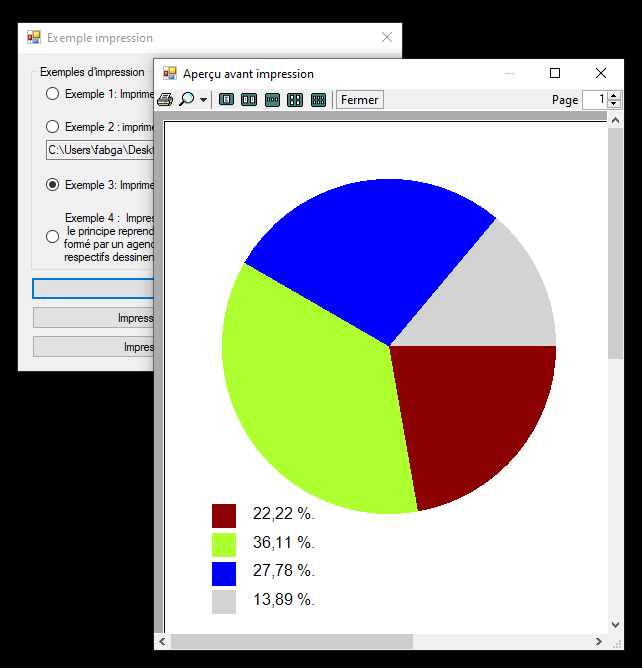 Exemple impression
Exemples d'impression
Exemple 1: Imprime
Exemple 2 : imprime
C:\Users\fabga\Deskt
Exemple 3: Imprime
Exemple 4 : Impres
le principe reprend
formé par un agenc
respectifs dessinen
Impress
Impres
Aperçu avant impression
Fermer
Page 1
22,22 %.
36,11 %.
27,78 %.
13,89 %.